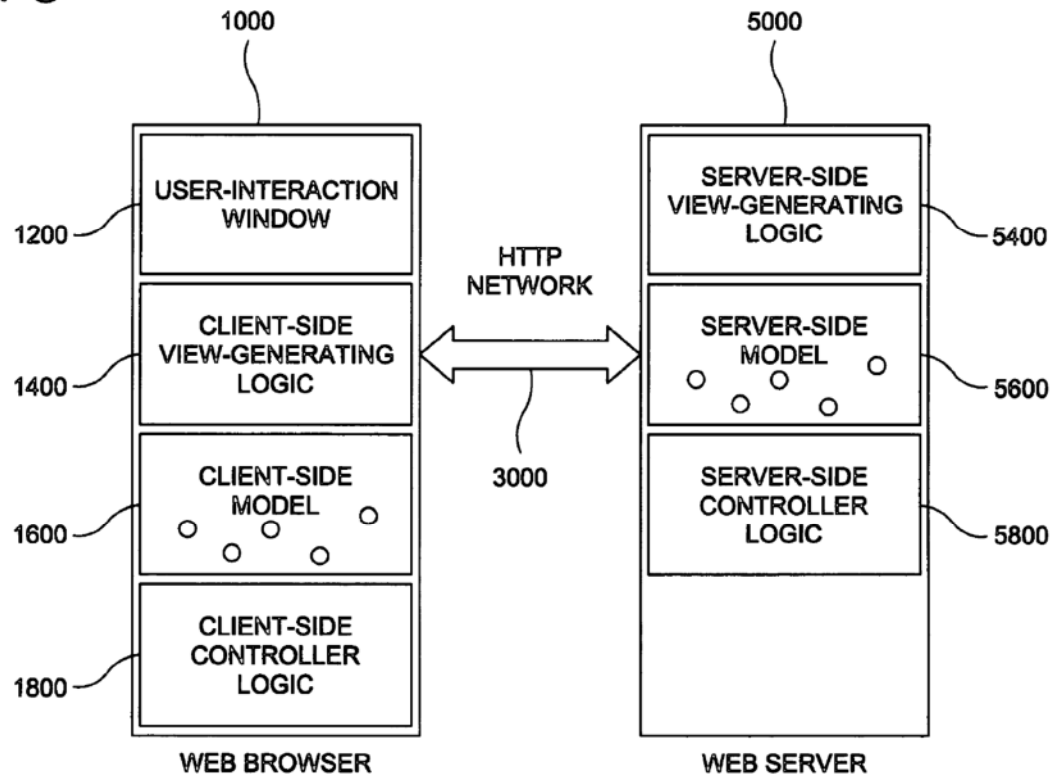 1000
5000
USER-INTERACTION
WINDOW
1200
SERVER-SIDE
VIEW-GENERATING
LOGIC
5400
HTTP
NETWORK
CLIENT-SIDE
VIEW-GENERATING
LOGIC
1400
SERVER-SIDE
MODEL
5600
3000
CLIENT-SIDE
MODEL
1600
SERVER-SIDE
CONTROLLER
LOGIC
5800
CLIENT-SIDE
CONTROLLER
LOGIC
1800
WEB BROWSER
WEB SERVER